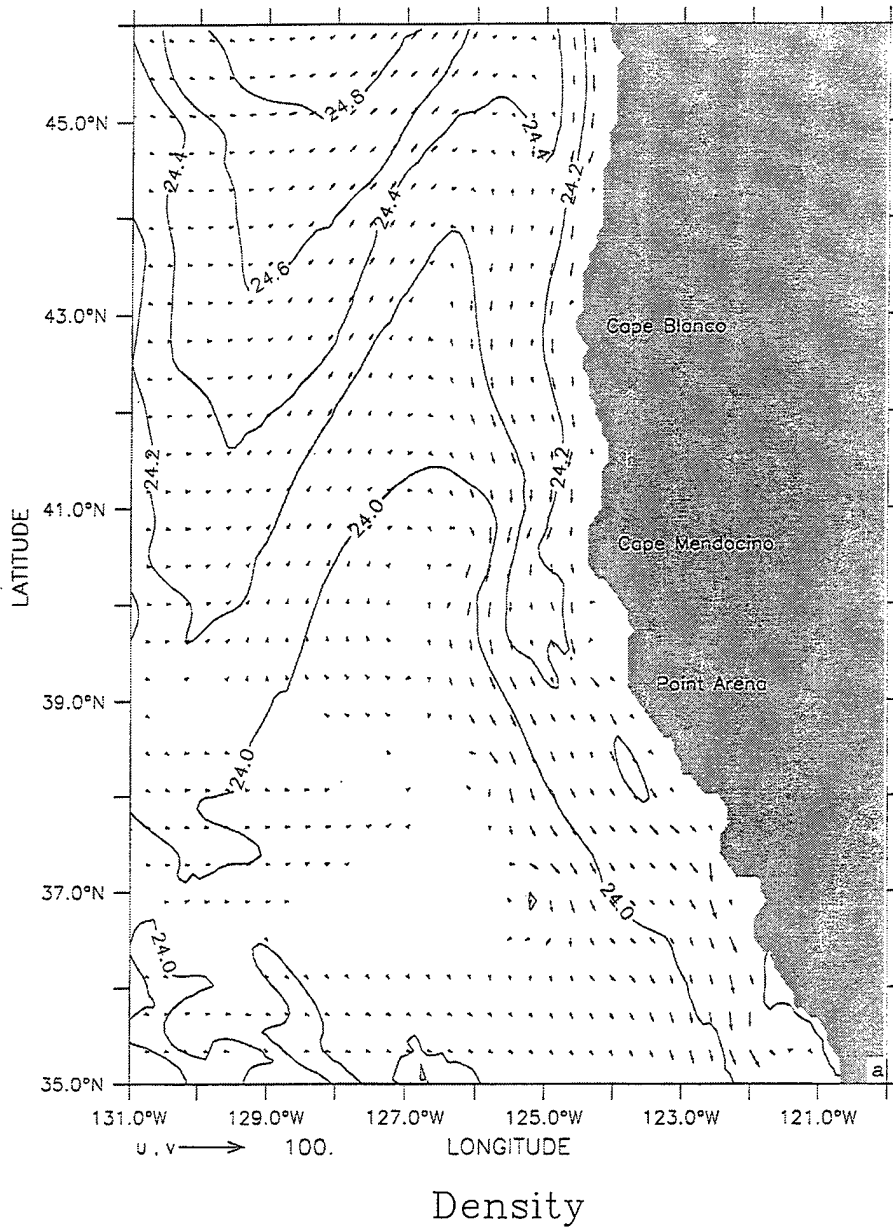 24.8
24.4
24.4
24.2
24.4
24.6
24.2
24.2
24.0
24.0
24.0
24.0
45.0°N
43.0°N
41.0°N
39.0°N
37.0°N
35.0°N
LATITUDE
Cape Blanco
Cape Mendocino
Point Arena
a
131.0°W 129.0°W 127.0°W 125.0°W 123.0°W 121.0°W
u,v 100. LONGITUDE
Density